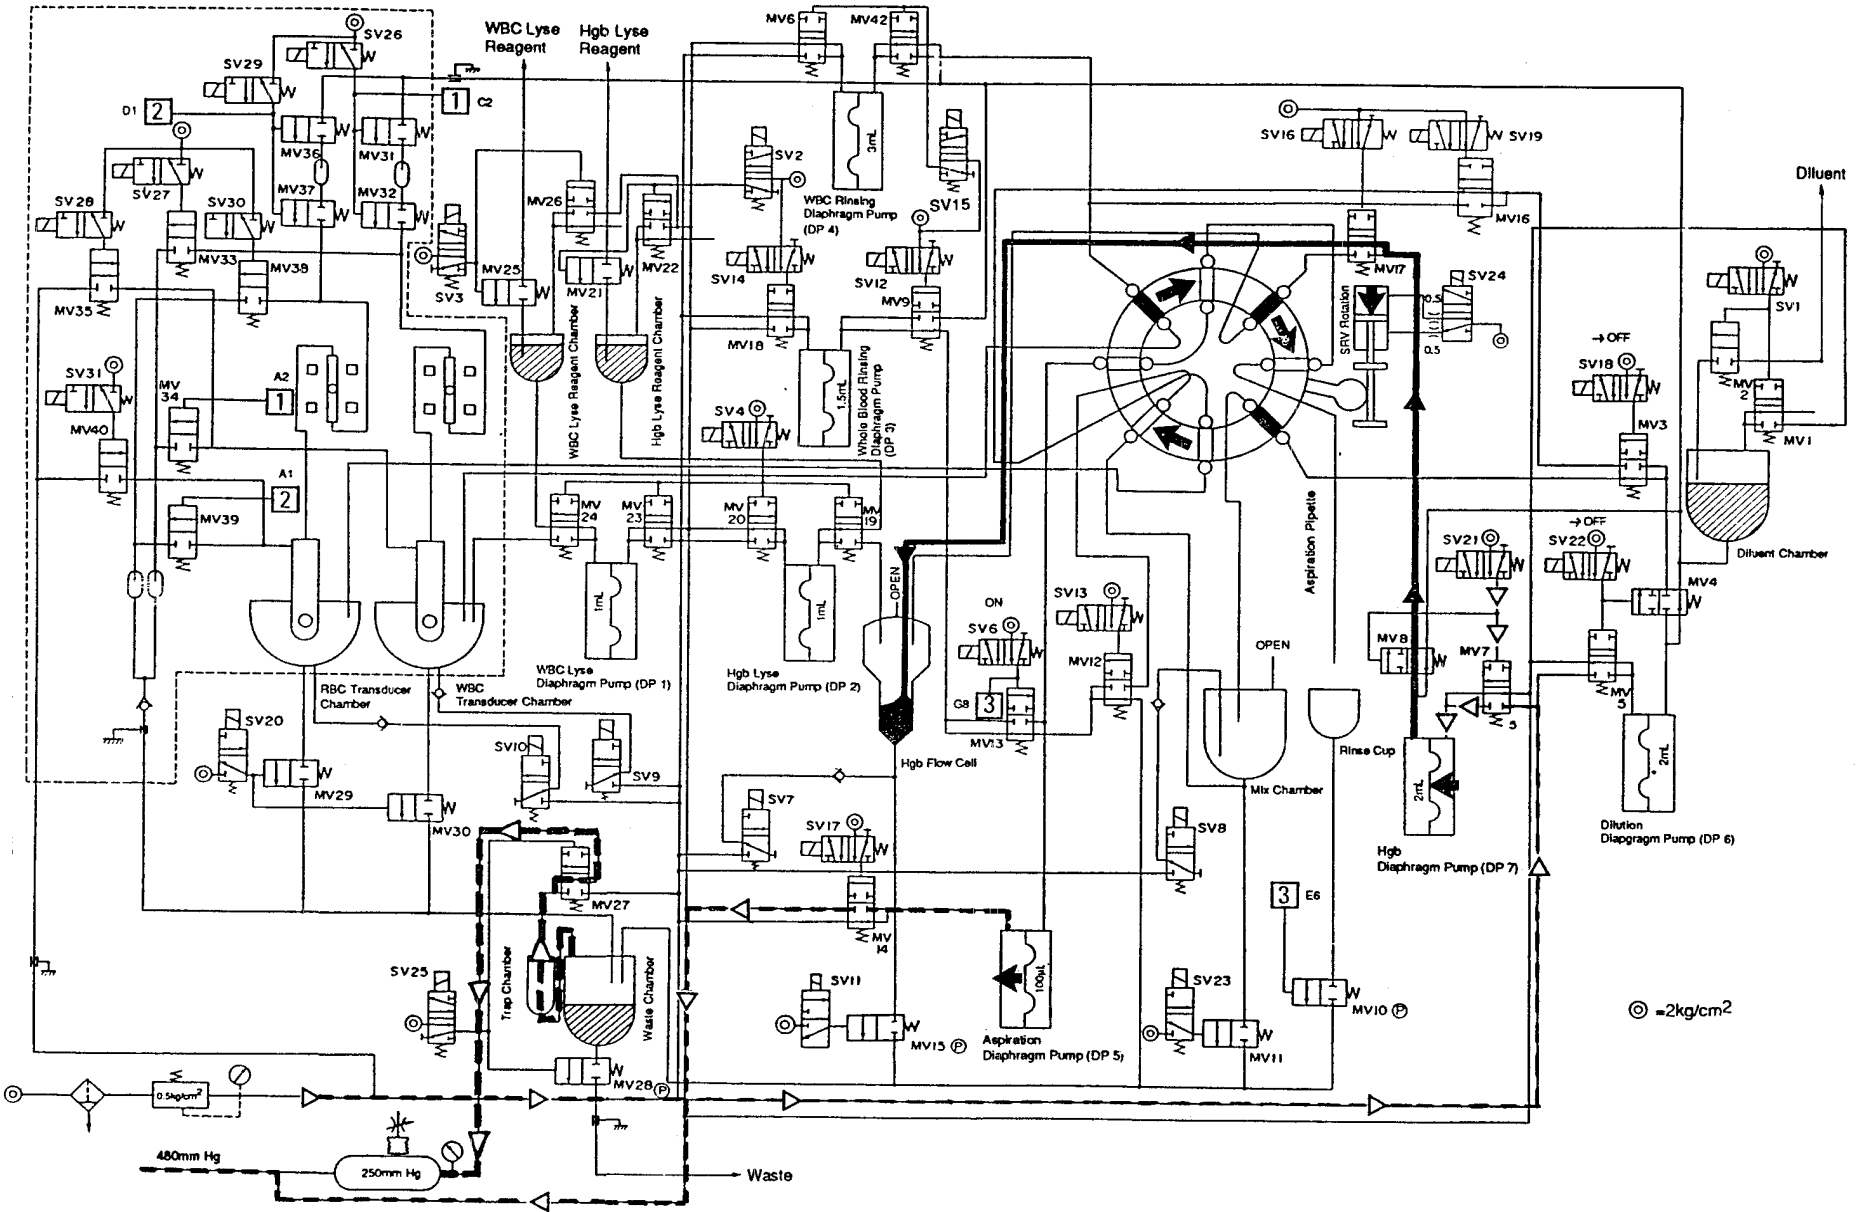 WBC Lyse
Reagent
Hgb Lyse
Reagent
MV6
MV42
SV26
SV29
D1
2
1
C2
MV36
MV31
MV37
MV32
SV27
SV28
SV30
MV33
MV38
MV35
SV3
MV25
MV26
MV21
MV22
SV2
3mL
WBC Rinsing
Diaphragm Pump
(DP 4)
SV15
SV14
SV12
MV9
MV18
SV16
SV19
MV16
MV17
SV24
0.5
0.5
SRV Rotation
Diluent
SV1
MV
2
MV1
→OFF
SV18
MV3
Diluent Chamber
SV31
MV
34
A2
1
MV40
A1
2
MV39
WBC Lyse Reagent Chamber
Hgb Lyse Reagent Chamber
SV4
1.5mL
Whole Blood Rinsing
Diaphragm Pump
(DP 3)
MV
24
MV
23
MV
20
MV
19
1mL
1mL
WBC Lyse
Diaphragm Pump (DP 1)
Hgb Lyse
Diaphragm Pump (DP 2)
RBC Transducer
Chamber
WBC
Transducer Chamber
OPEN
Hgb Flow Cell
ON
SV6
G8
3
MV13
SV13
MV12
Aspiration Pipette
OPEN
Mix Chamber
Rinse Cup
SV21
→OFF
SV22
MV4
MV8
MV7
5
MV
5
2mL
Hgb
Diaphragm Pump (DP 7)
2mL
Dilution
Diapgragm Pump (DP 6)
SV20
MV29
MV30
SV10
SV9
SV7
SV17
MV
14
SV8
MV27
Trap Chamber
Waste Chamber
SV25
MV28 P
SV11
MV15 P
100μL
Aspiration
Diaphragm Pump (DP 5)
SV23
MV11
3
E6
MV10 P
=2kg/cm2
0.5kg/cm2
480mm Hg
250mm Hg
Waste